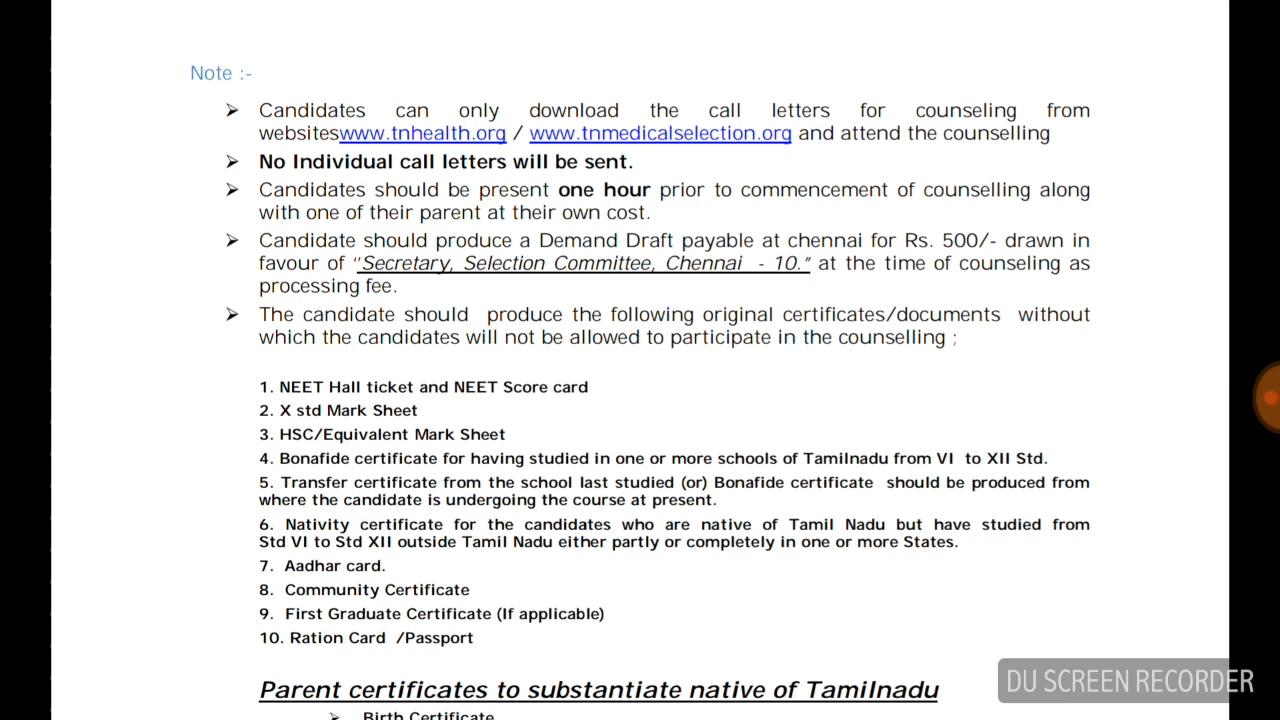 Note :-
➢ Candidates can only download the call letters for counseling from
websiteswww.tnhealth.org / www.tnmedicalselection.org and attend the counselling
➢ No Individual call letters will be sent.
➢ Candidates should be present one hour prior to commencement of counselling along
with one of their parent at their own cost.
➢ Candidate should produce a Demand Draft payable at chennai for Rs. 500/- drawn in
favour of "Secretary, Selection Committee, Chennai - 10." at the time of counseling as
processing fee.
➢ The candidate should produce the following original certificates/documents without
which the candidates will not be allowed to participate in the counselling ;
1. NEET Hall ticket and NEET Score card
2. X std Mark Sheet
3. HSC/Equivalent Mark Sheet
4. Bonafide certificate for having studied in one or more schools of Tamilnadu from VI to XII Std.
5. Transfer certificate from the school last studied (or) Bonafide certificate should be produced from
where the candidate is undergoing the course at present.
6. Nativity certificate for the candidates who are native of Tamil Nadu but have studied from
Std VI to Std XII outside Tamil Nadu either partly or completely in one or more States.
7. Aadhar card.
8. Community Certificate
9. First Graduate Certificate (If applicable)
10. Ration Card /Passport
Parent certificates to substantiate native of Tamilnadu
➢ Birth Certificate
DU SCREEN RECORDER